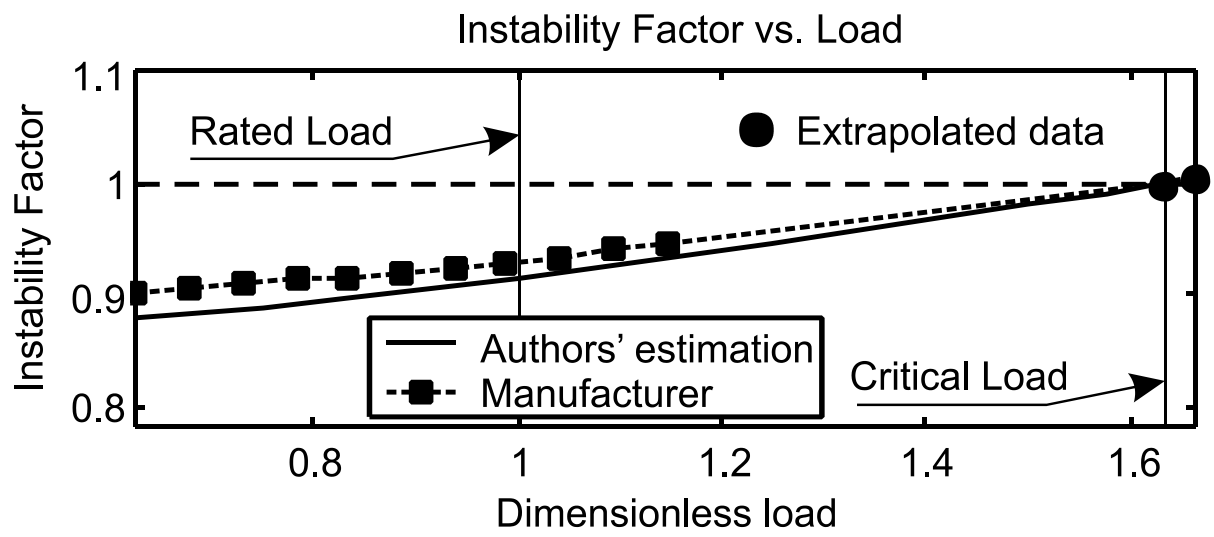 Instability Factor vs. Load
1.1
Rated Load
Extrapolated data
1
Instability Factor
0.9
Authors’ estimation
Manufacturer
Critical Load
0.8
0.8 1 1.2 1.4 1.6
Dimensionless load